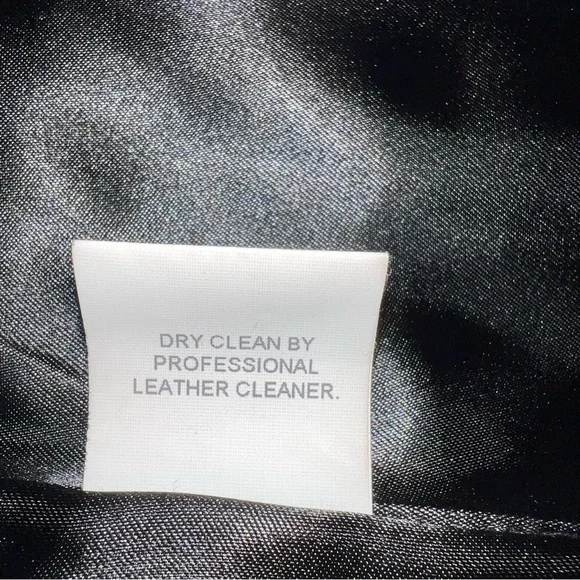 DRY CLEAN BY
PROFESSIONAL
LEATHER CLEANER.